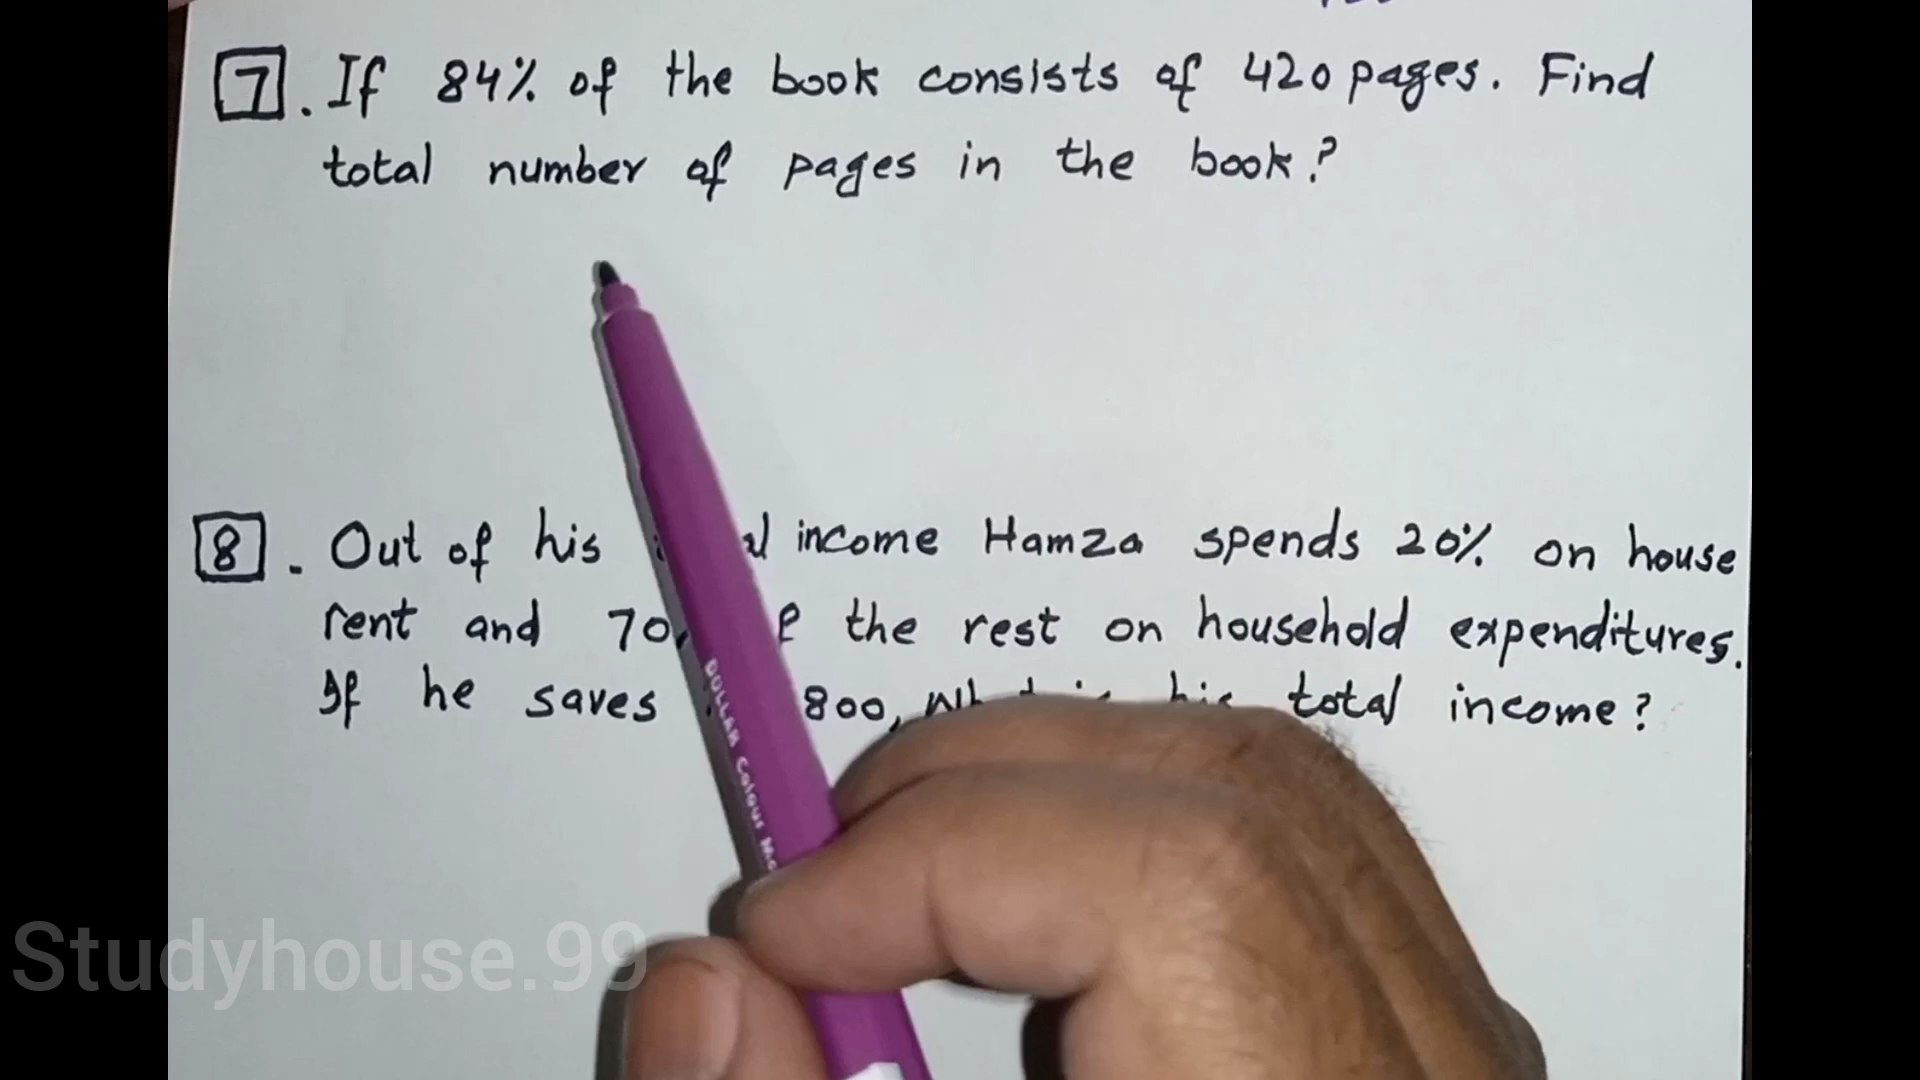 7. If 84% of the book consists of 420 pages. Find
total number of pages in the book?
8. Out of his income Hamza spends 20% on house
rent and 70 the rest on household expenditures.
If he saves 800, total income?
DOLLAR Colour
Studyhouse.99